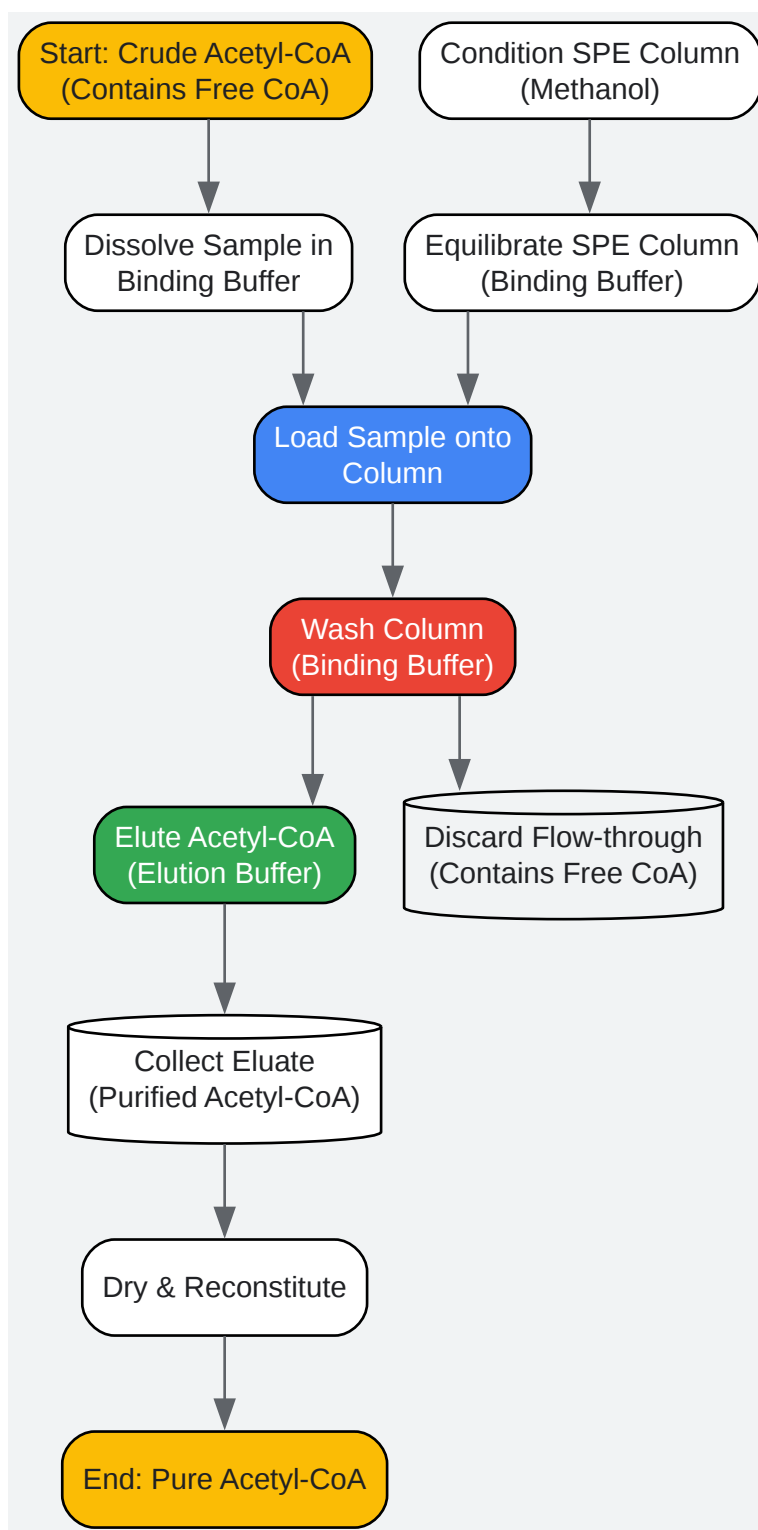 Start: Crude Acetyl-CoA
(Contains Free CoA)
Condition SPE Column
(Methanol)
Dissolve Sample in
Binding Buffer
Equilibrate SPE Column
(Binding Buffer)
Load Sample onto
Column
Wash Column
(Binding Buffer)
Elute Acetyl-CoA
(Elution Buffer)
Discard Flow-through
(Contains Free CoA)
Collect Eluate
(Purified Acetyl-CoA)
Dry & Reconstitute
End: Pure Acetyl-CoA